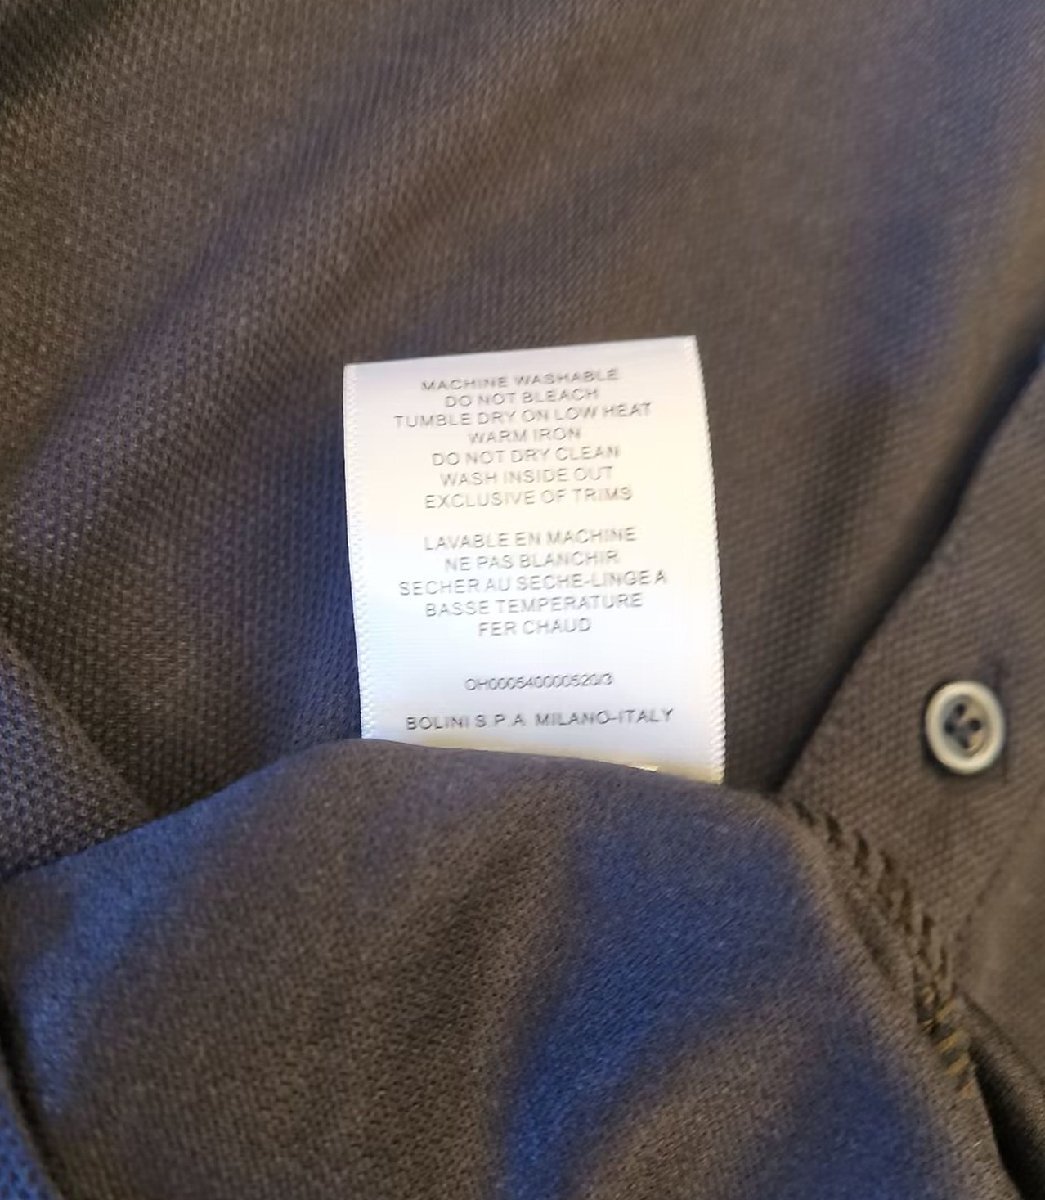 MACHINE WASHABLE
DO NOT BLEACH
TUMBLE DRY ON LOW HEAT
WARM IRON
DO NOT DRY CLEAN
WASH INSIDE OUT
EXCLUSIVE OF TRIMS
LAVABLE EN MACHINE
NE PAS BLANCHIR
SECHER AU SECHE-LINGE A
BASSE TEMPERATURE
FER CHAUD
BOLINI S.P.A. MILANO-ITALY